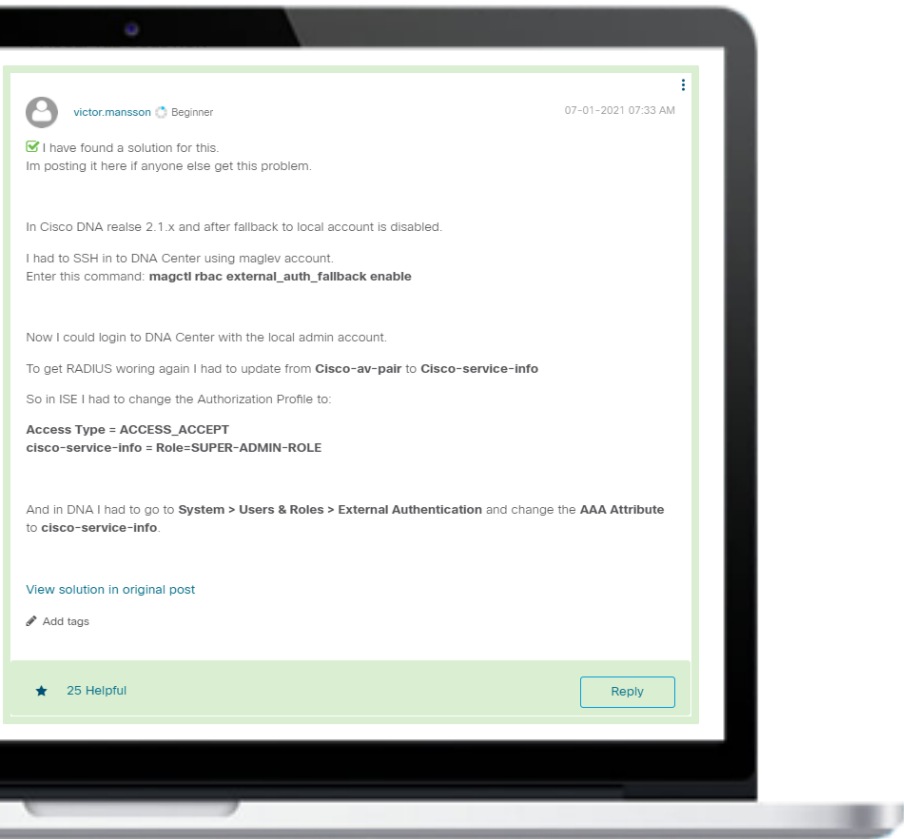 victor.mansson Beginner
07-01-2021 07:33 AM
I have found a solution for this.
Im posting it here if anyone else get this problem.
In Cisco DNA realse 2.1.x and after fallback to local account is disabled.
I had to SSH in to DNA Center using maglev account.
Enter this command: magctl rbac external_auth_fallback enable
Now I could login to DNA Center with the local admin account.
To get RADIUS woring again I had to update from Cisco-av-pair to Cisco-service-info
So in ISE I had to change the Authorization Profile to:
Access Type = ACCESS_ACCEPT
cisco-service-info = Role=SUPER-ADMIN-ROLE
And in DNA I had to go to System > Users & Roles > External Authentication and change the AAA Attribute
to cisco-service-info.
View solution in original post
Add tags
25 Helpful
Reply